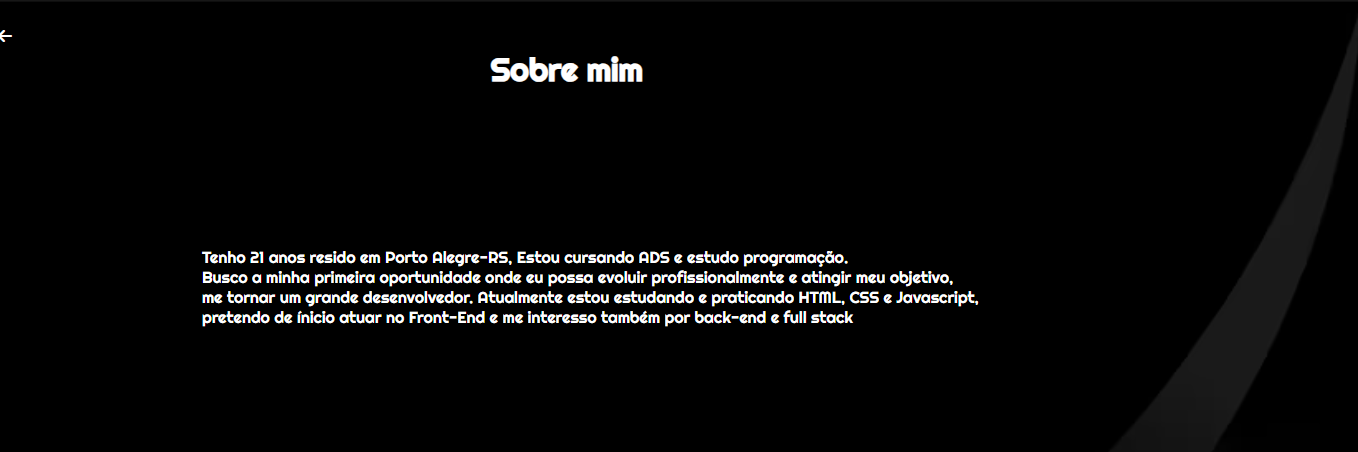 Sobre mim
Tenho 21 anos resido em Porto Alegre-RS, Estou cursando ADS e estudo programação.
Busco a minha primeira oportunidade onde eu possa evoluir profissionalmente e atingir meu objetivo,
me tornar um grande desenvolvedor. Atualmente estou estudando e praticando HTML, CSS e Javascript,
pretendo de ínicio atuar no Front-End e me interesso também por back-end e full stack